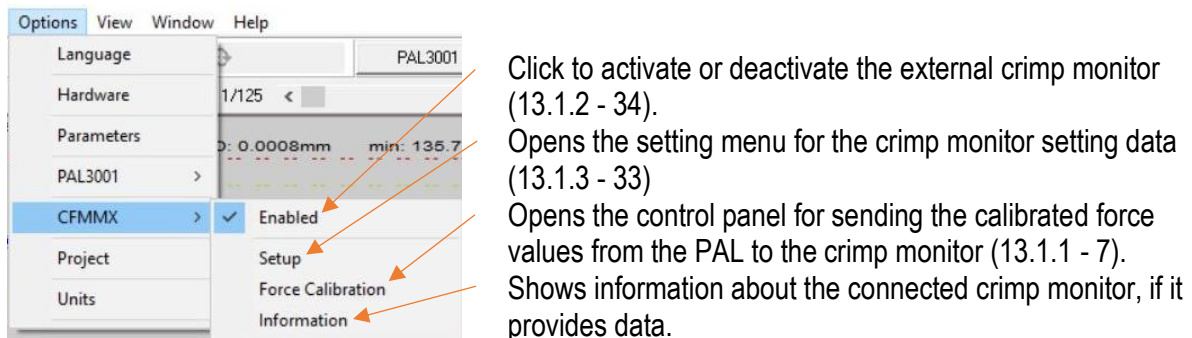 Options View Window Help
Language
PAL3001
Hardware
1/125 <
Parameters
0.0008mm min: 135.7
PAL3001 >
CFMMX > ✓ Enabled
Project Setup
Force Calibration
Units
Information
Click to activate or deactivate the external crimp monitor
(13.1.2 - 34).
Opens the setting menu for the crimp monitor setting data
(13.1.3 - 33)
Opens the control panel for sending the calibrated force
values from the PAL to the crimp monitor (13.1.1 - 7).
Shows information about the connected crimp monitor, if it
provides data.